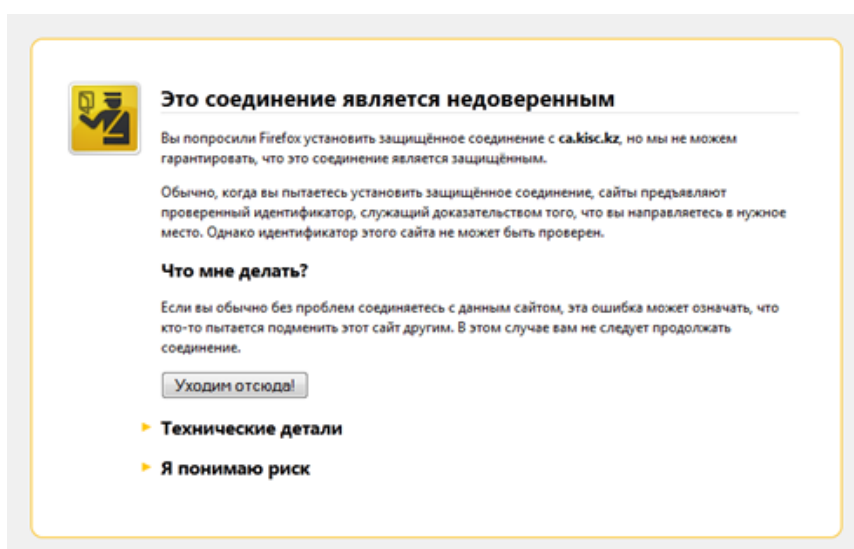 Это соединение является недоверенным
Вы попросили Firefox установить защищённое соединение с ca.kisc.kz, но мы не можем
гарантировать, что это соединение является защищённым.
Обычно, когда вы пытаетесь установить защищённое соединение, сайты предъявляют
проверенный идентификатор, служащий доказательством того, что вы направляетесь в нужное
место. Однако идентификатор этого сайта не может быть проверен.
Что мне делать?
Если вы обычно без проблем соединяетесь с данным сайтом, эта ошибка может означать, что
кто-то пытается подменить этот сайт другим. В этом случае вам не следует продолжать
соединение.
Уходим отсюда!
Технические детали
Я понимаю риск